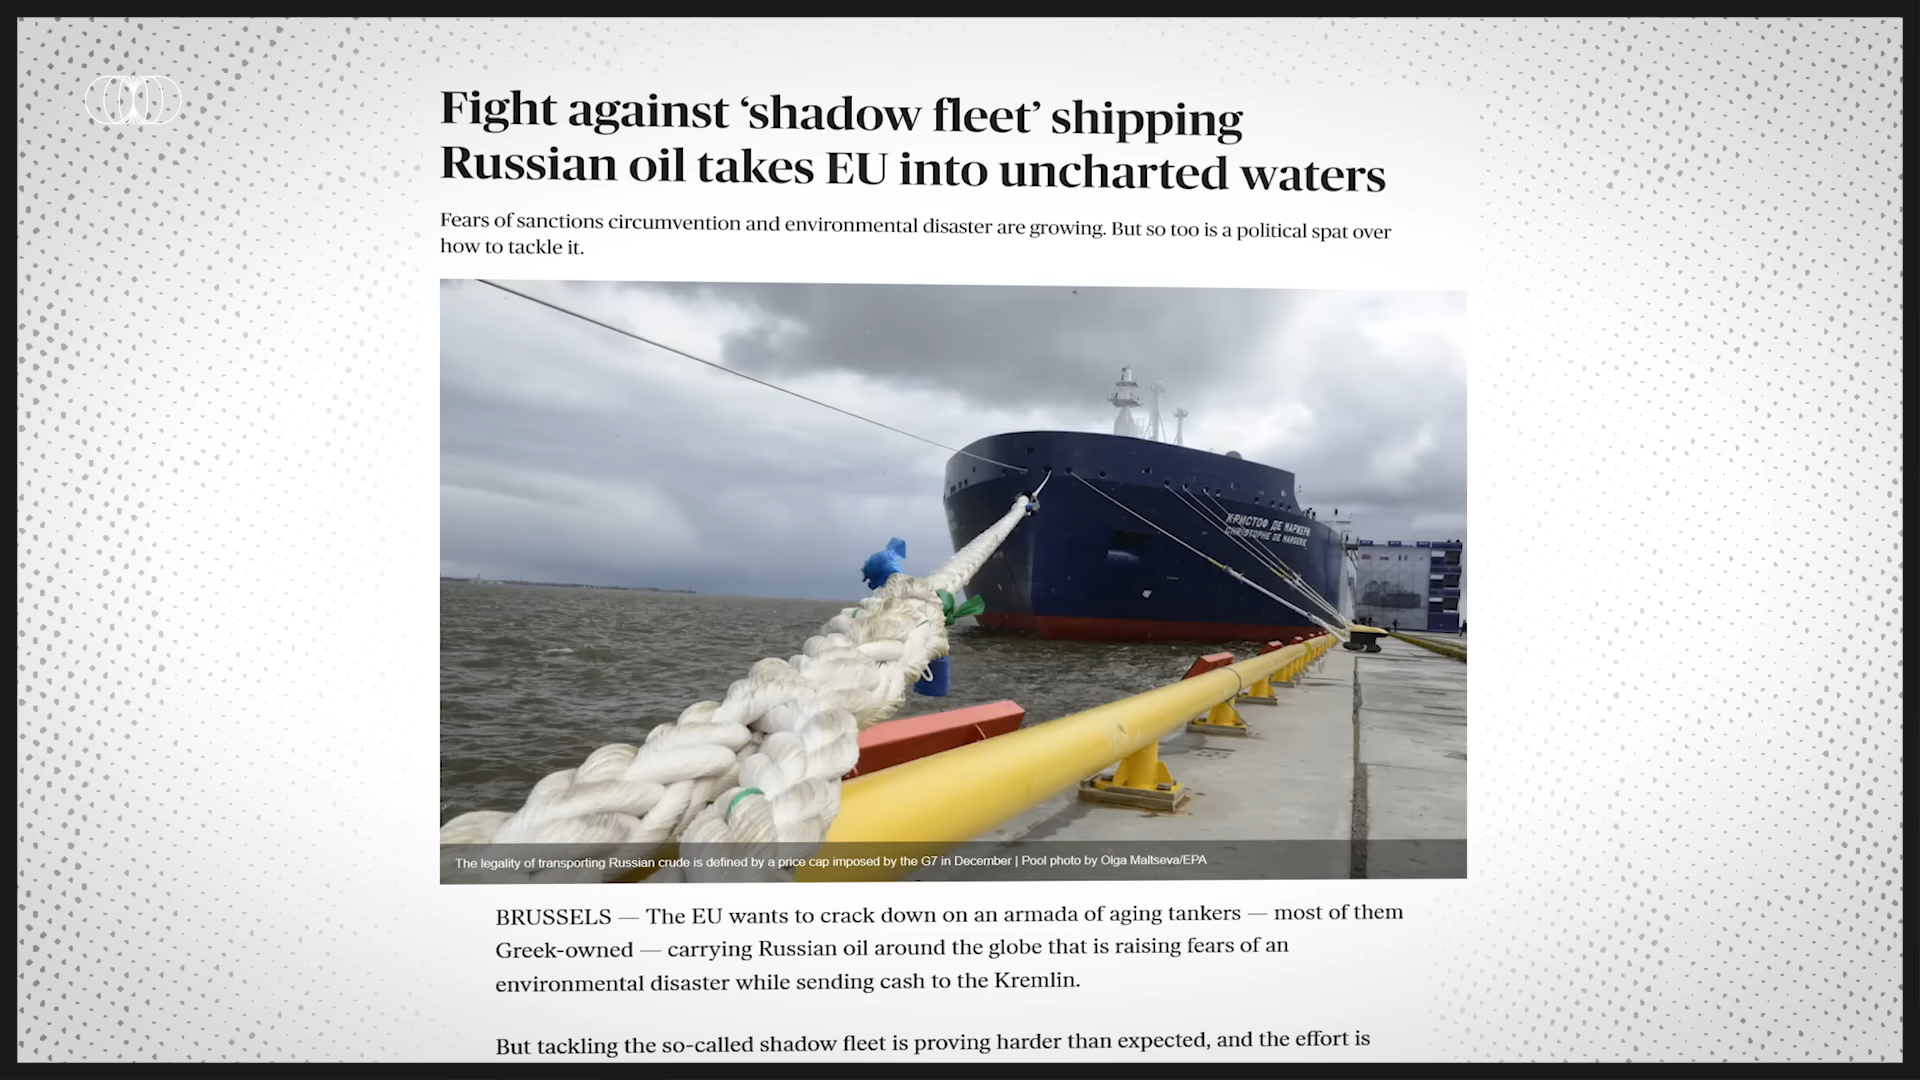 Fight against ‘shadow fleet’ shipping
Russian oil takes EU into uncharted waters
Fears of sanctions circumvention and environmental disaster are growing. But so too is a political spat over
how to tackle it.
КРИСТОФ ДЕ МАРЖЕРИ
CHRISTOPHE DE MARGERIE
The legality of transporting Russian crude is defined by a price cap imposed by the G7 in December | Pool photo by Olga Maltseva/EPA
BRUSSELS — The EU wants to crack down on an armada of aging tankers — most of them
Greek-owned — carrying Russian oil around the globe that is raising fears of an
environmental disaster while sending cash to the Kremlin.
But tackling the so-called shadow fleet is proving harder than expected, and the effort is